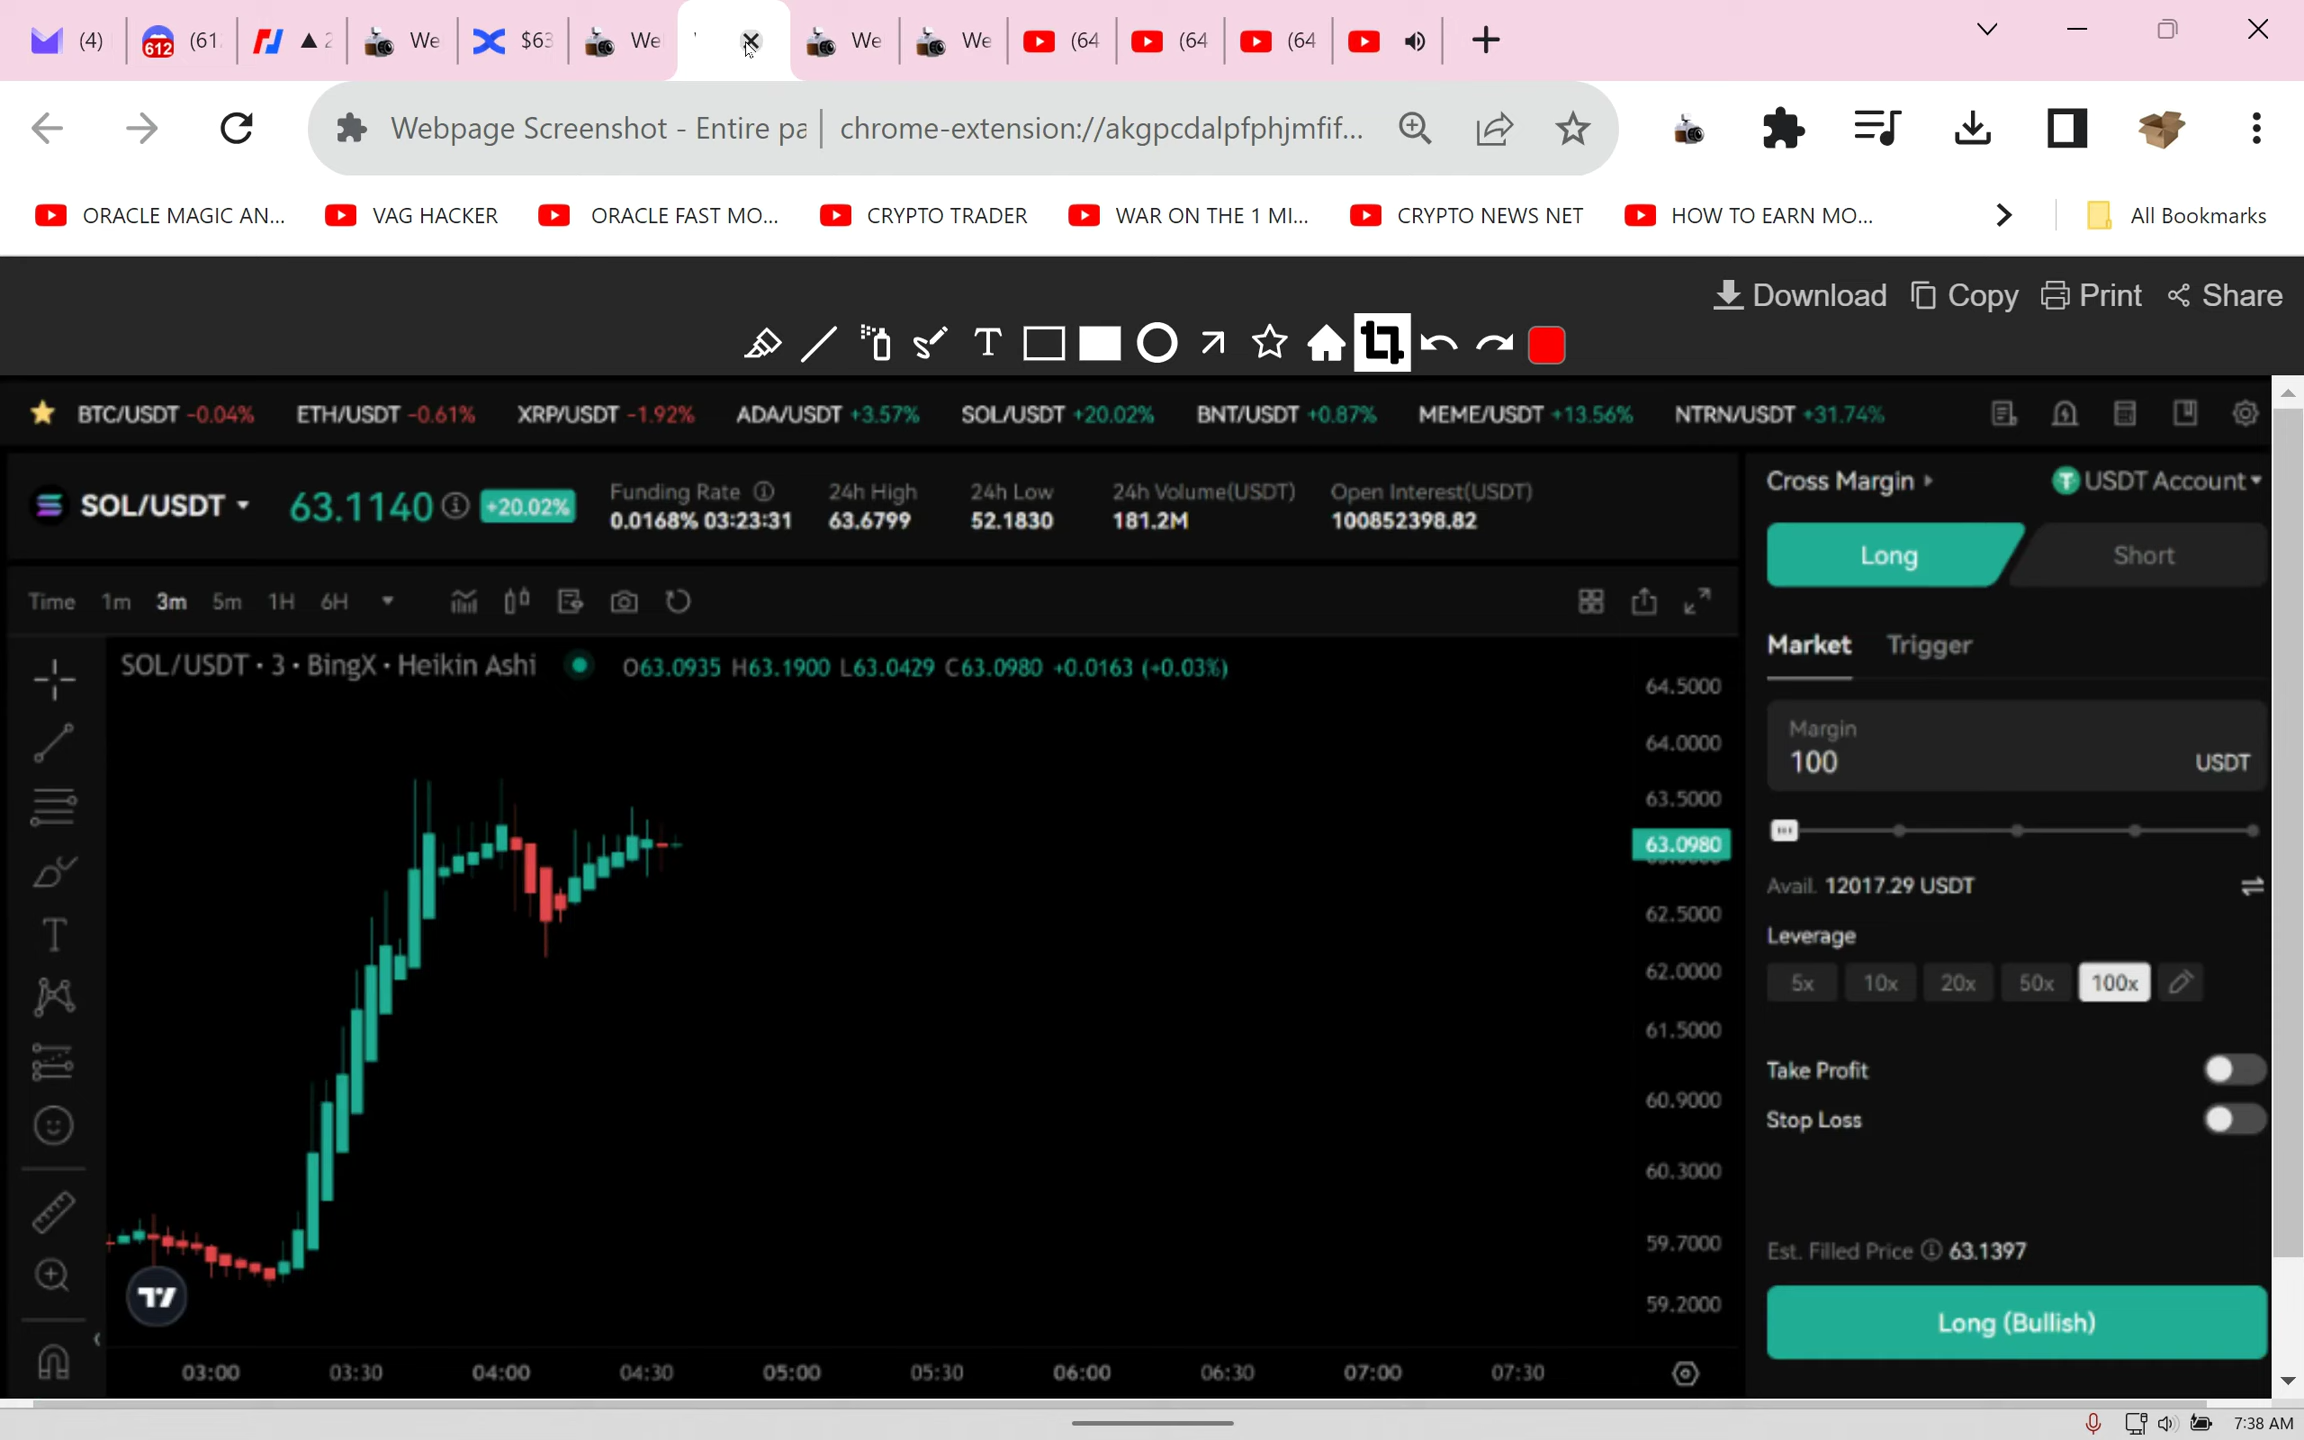 (4) 612 (61 2 We $63 We We We (64 (64 (64
Webpage Screenshot - Entire pa chrome-extension://akgpcdalpfphjmfif...
ORACLE MAGIC AN... VAG HACKER ORACLE FAST MO... CRYPTO TRADER WAR ON THE 1 MI... CRYPTO NEWS NET HOW TO EARN MO... All Bookmarks
Download Copy Print Share
T
BTC/USDT -0.04% ETH/USDT -0.61% XRP/USDT -1.92% ADA/USDT +3.57% SOL/USDT +20.02% BNT/USDT +0.87% MEME/USDT +13.56% NTRN/USDT +31.74%
SOL/USDT 63.1140 +20.02%
Funding Rate 24h High 24h Low 24h Volume(USDT) Open Interest(USDT)
0.0168% 03:23:31 63.6799 52.1830 181.2M 100852398.82
Time 1m 3m 5m 1H 6H
SOL/USDT · 3 · BingX · Heikin Ashi O63.0935 H63.1900 L63.0429 C63.0980 +0.0163 (+0.03%)
64.5000
64.0000
63.5000
63.0980
62.5000
62.0000
61.5000
60.9000
60.3000
59.7000
59.2000
T
03:00 03:30 04:00 04:30 05:00 05:30 06:00 06:30 07:00 07:30
Cross Margin USDT Account
Long Short
Market Trigger
Margin
100 USDT
Avail. 12017.29 USDT
Leverage
5x 10x 20x 50x 100x
Take Profit
Stop Loss
Est. Filled Price 63.1397
Long (Bullish)
7:38 AM